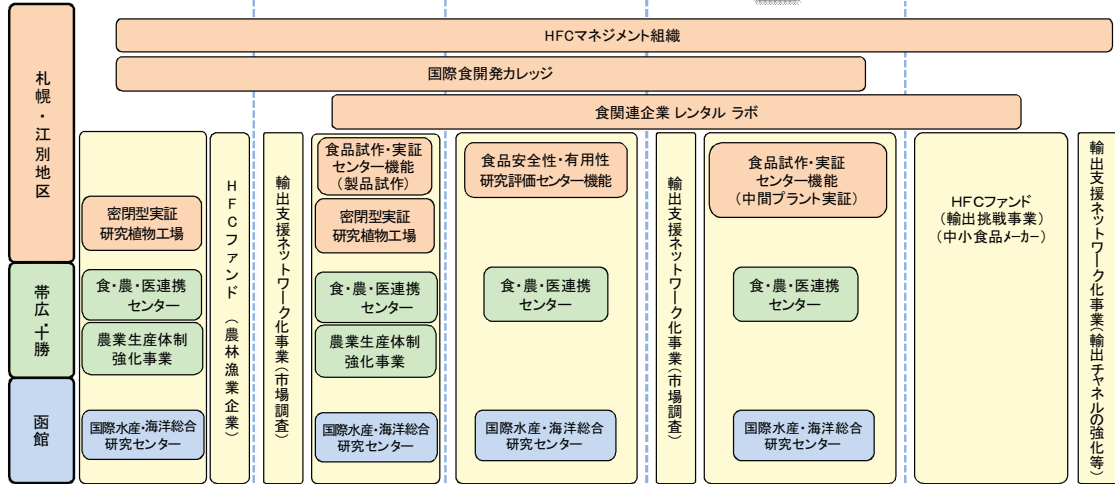 HFCマネジメント組織
国際食開発カレッジ
食関連企業 レンタル ラボ
札幌・江別地区
帯広・十勝
函館
密閉型実証
研究植物工場
食・農・医連携
センター
農業生産体制
強化事業
国際水産・海洋総合
研究センター
HFCファンド(農林漁業企業)
輸出支援ネットワーク化事業(市場調査)
食品試作・実証
センター機能
(製品試作)
密閉型実証
研究植物工場
食・農・医連携
センター
農業生産体制
強化事業
国際水産・海洋総合
研究センター
食品安全性・有用性
研究評価センター機能
食・農・医連携
センター
国際水産・海洋総合
研究センター
輸出支援ネットワーク化事業(市場調査)
食品試作・実証
センター機能
(中間プラント実証)
食・農・医連携
センター
国際水産・海洋総合
研究センター
HFCファンド
(輸出挑戦事業)
(中小食品メーカー)
輸出支援ネットワーク化事業(輸出チャネルの強化等)